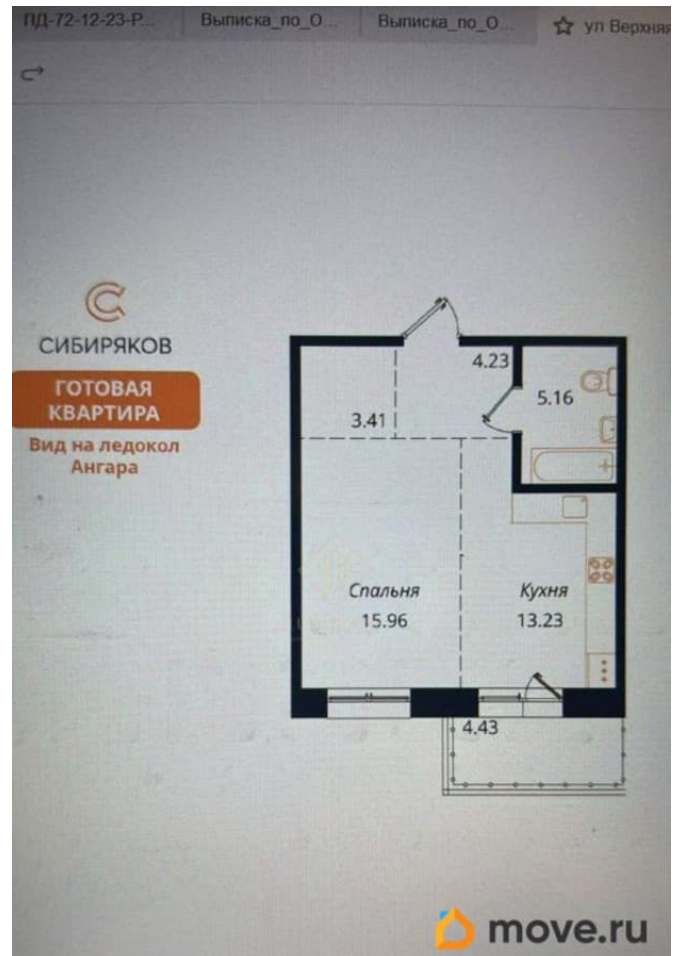 ПД-72-12-23-Р... Выписка_по_О... Выписка_по_О... ул Верхняя
СИБИРЯКОВ
ГОТОВАЯ
КВАРТИРА
Вид на ледокол
Ангара
4.23
5.16
3.41
Спальня
15.96
Кухня
13.23
4.43
move.ru